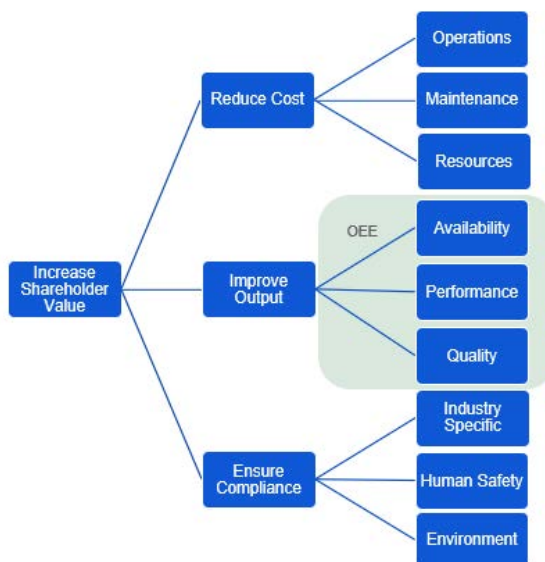 Operations
Reduce Cost
Maintenance
Resources
OEE
Availability
Increase
Shareholder
Value
Improve
Output
Performance
Quality
Industry
Specific
Ensure
Compliance
Human Safety
Environment